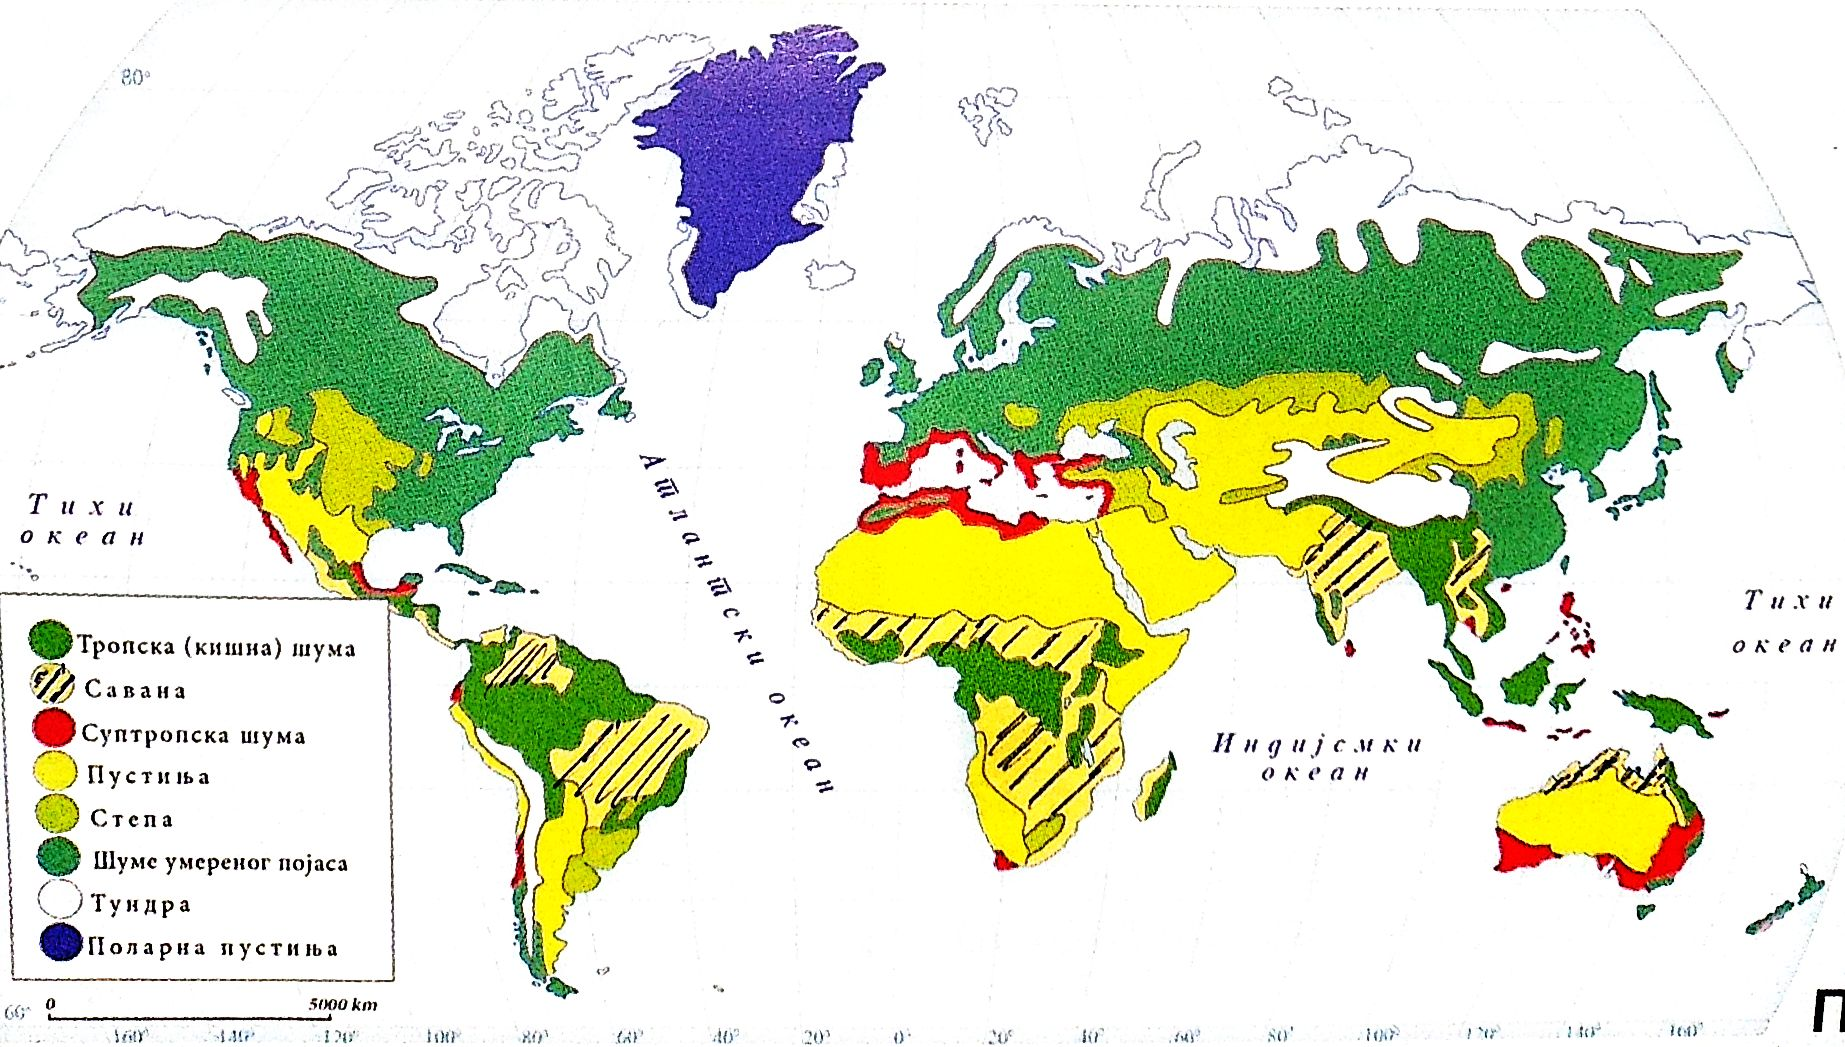 80°
Тихи
океан
Атлантски океан
Тихи
океан
Индијсмки
океан
Тропска (кишна) шума
Савана
Суптропска шума
Пустиња
Степа
Шуме умереног појаса
Тундра
Поларна пустиња
0 5000 km
60°
160° 140° 120° 100° 80° 60° 40° 20° 0° 20° 40° 60° 80° 100° 120° 140° 160°
П